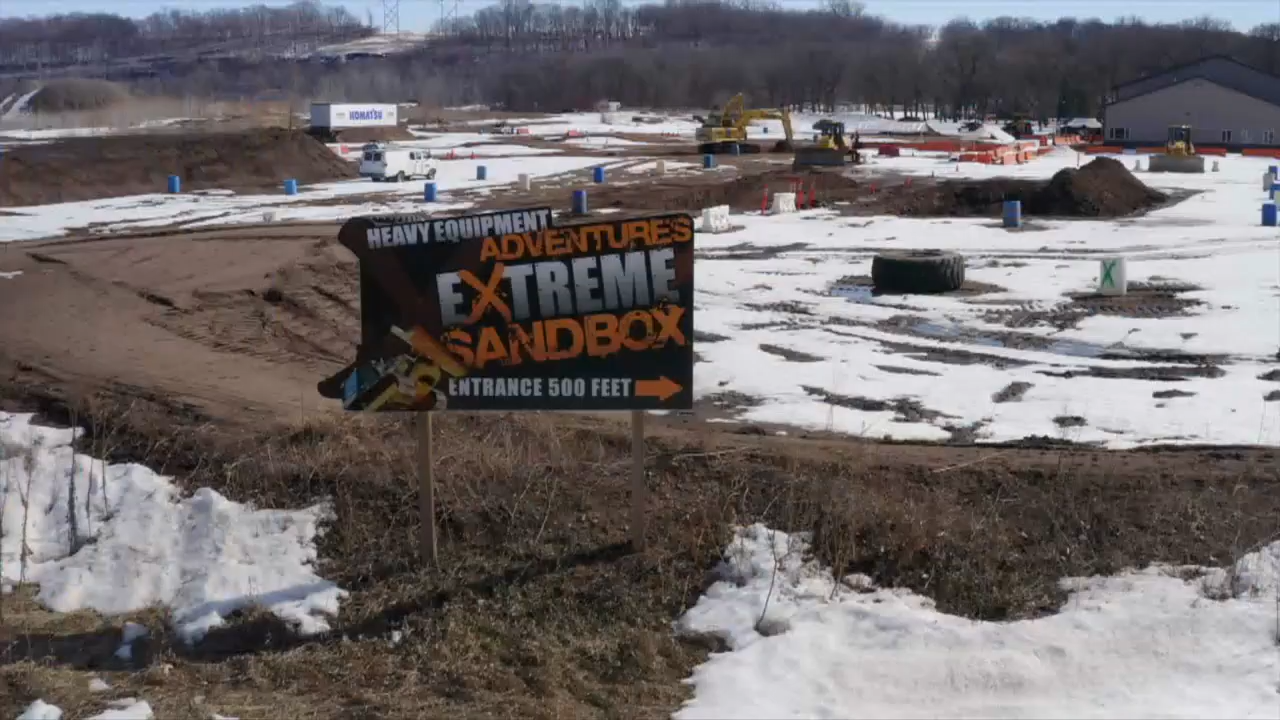 KOMATSU
HEAVY EQUIPMENT
ADVENTURES
EXTREME
SANDBOX
ENTRANCE 500 FEET
X